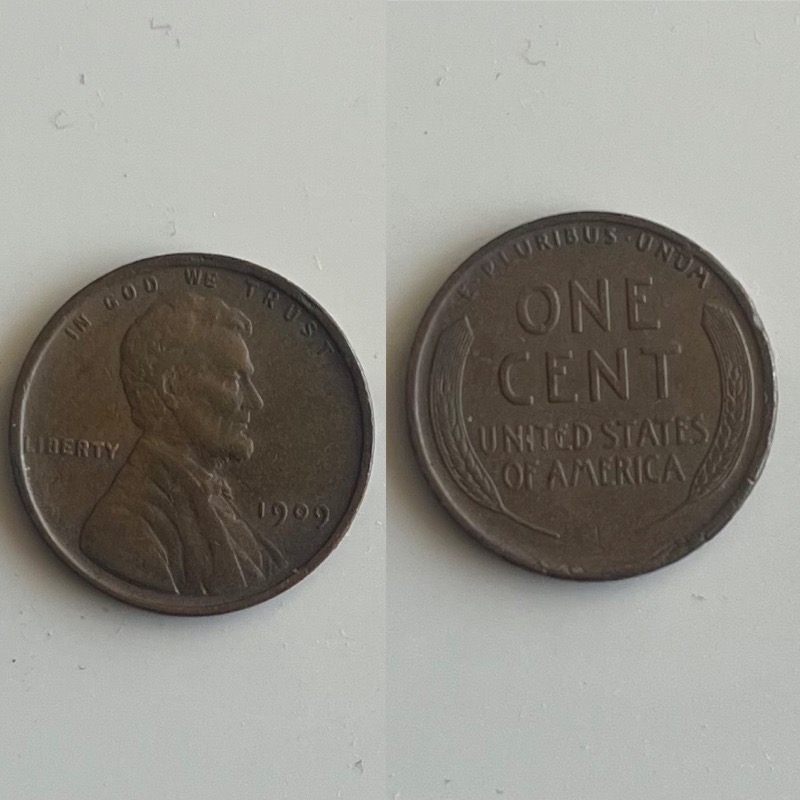 IN GOD WE TRUST
LIBERTY
1909
E·PLURIBUS·UNUM
ONE
CENT
UNITED STATES
OF AMERICA